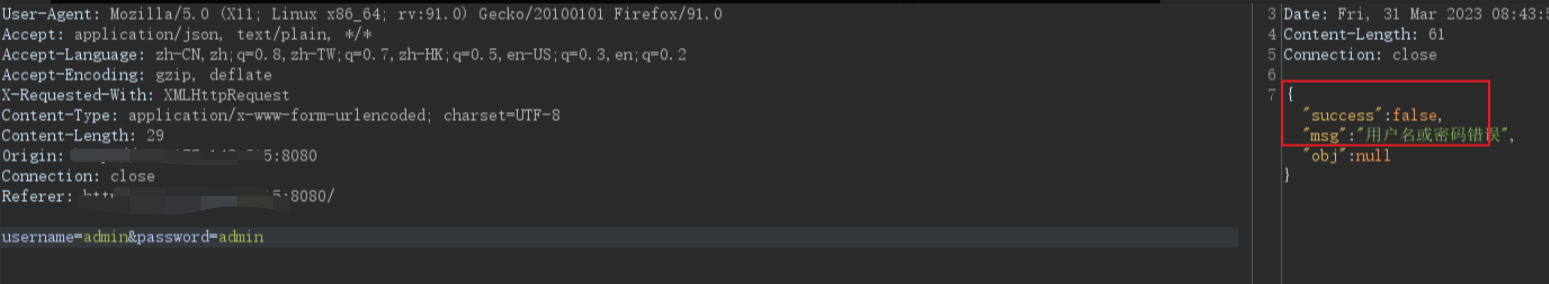 User-Agent: Mozilla/5.0 (X11; Linux x86_64; rv:91.0) Gecko/20100101 Firefox/91.0
Accept: application/json, text/plain, */*
Accept-Language: zh-CN,zh;q=0.8,zh-TW;q=0.7,zh-HK;q=0.5,en-US;q=0.3,en;q=0.2
Accept-Encoding: gzip, deflate
X-Requested-With: XMLHttpRequest
Content-Type: application/x-www-form-urlencoded; charset=UTF-8
Content-Length: 29
Origin: 5:8080
Connection: close
Referer: 5:8080/
username=admin&password=admin
3 Date: Fri, 31 Mar 2023 08:43:
4 Content-Length: 61
5 Connection: close
6
7 {
"success":false,
"msg":"用户名或密码错误",
"obj":null
}